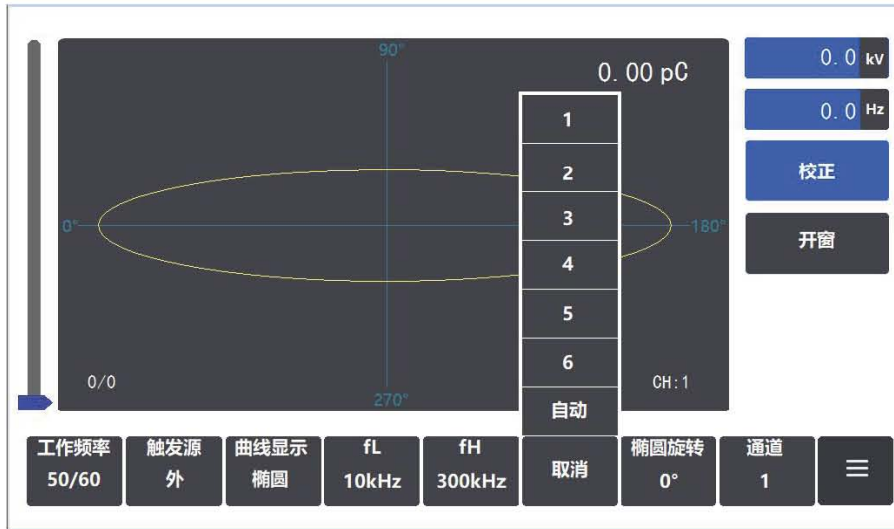 90°
0.00 pC
0.0 kV
0.0 Hz
校正
开窗
0°
180°
270°
0/0
CH:1
1
2
3
4
5
6
自动
取消
工作频率
50/60
触发源
外
曲线显示
椭圆
fL
10kHz
fH
300kHz
椭圆旋转
0°
通道
1